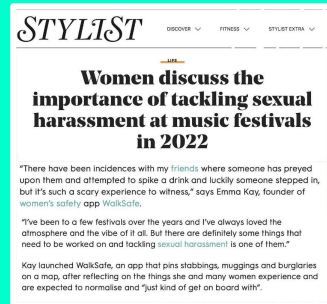 STYLIST
DISCOVER
FITNESS
STYLIST EXTRA
LIFE
Women discuss the
importance of tackling sexual
harassment at music festivals
in 2022
“There have been incidences with my friends where someone has preyed
upon them and attempted to spike a drink and luckily someone stepped in,
but it’s such a scary experience to witness,” says Emma Kay, founder of
women’s safety app WalkSafe.
“I’ve been to a few festivals over the years and I’ve always loved the
atmosphere and the vibe of it all. But there are definitely some things that
need to be worked on and tackling sexual harassment is one of them.”
Kay launched WalkSafe, an app that pins stabbings, muggings and burglaries
on a map, after reflecting on the things she and many women experience and
are expected to normalise and “just kind of get on board with”.